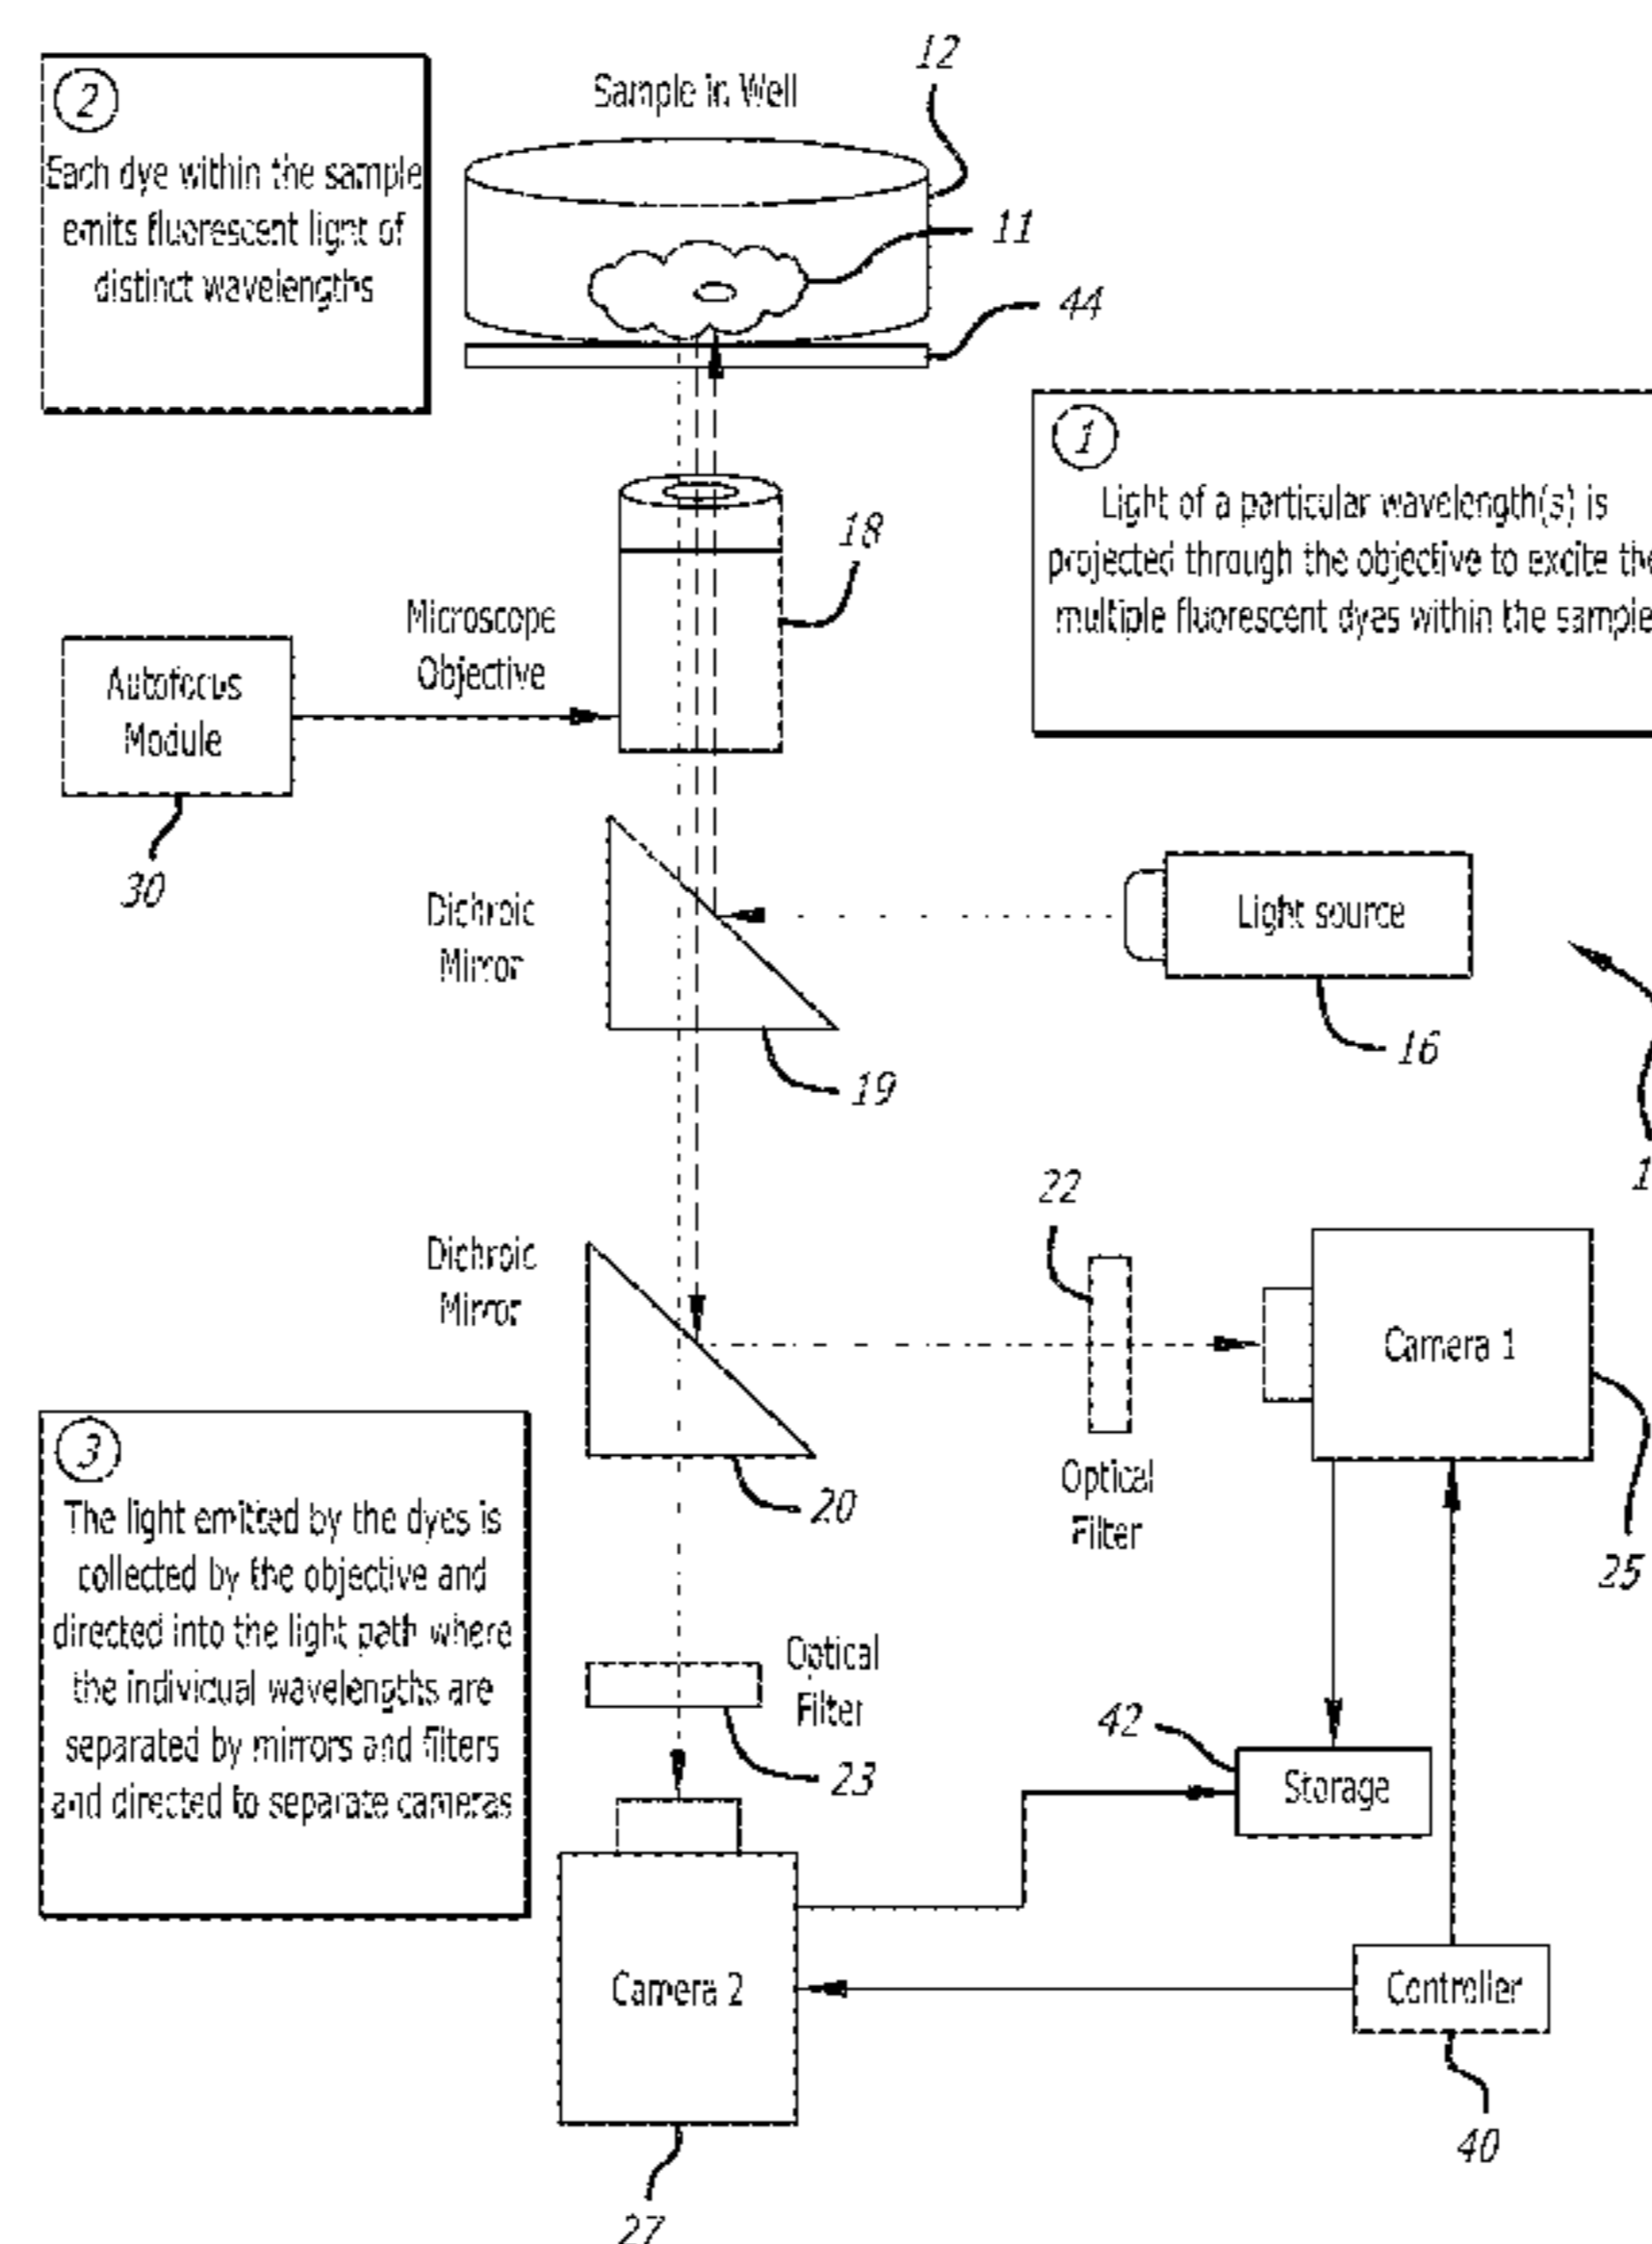 12
Sample in Well
2
Each dye within the sample
emits fluorescent light of
distinct wavelengths
11
44
1
Light of a particular wavelength(s) is
projected through the objective to excite the
multiple fluorescent dyes within the sample
18
Microscope
Objective
Autofocus
Module
30
Dichroic
Mirror
Light source
16
19
1
22
Dichroic
Mirror
Camera 1
Optical
Filter
25
20
3
The light emitted by the dyes is
collected by the objective and
directed into the light path where
the individual wavelengths are
separated by mirrors and filters
and directed to separate cameras
Optical
Filter
23
42
Storage
Camera 2
Controller
40
27